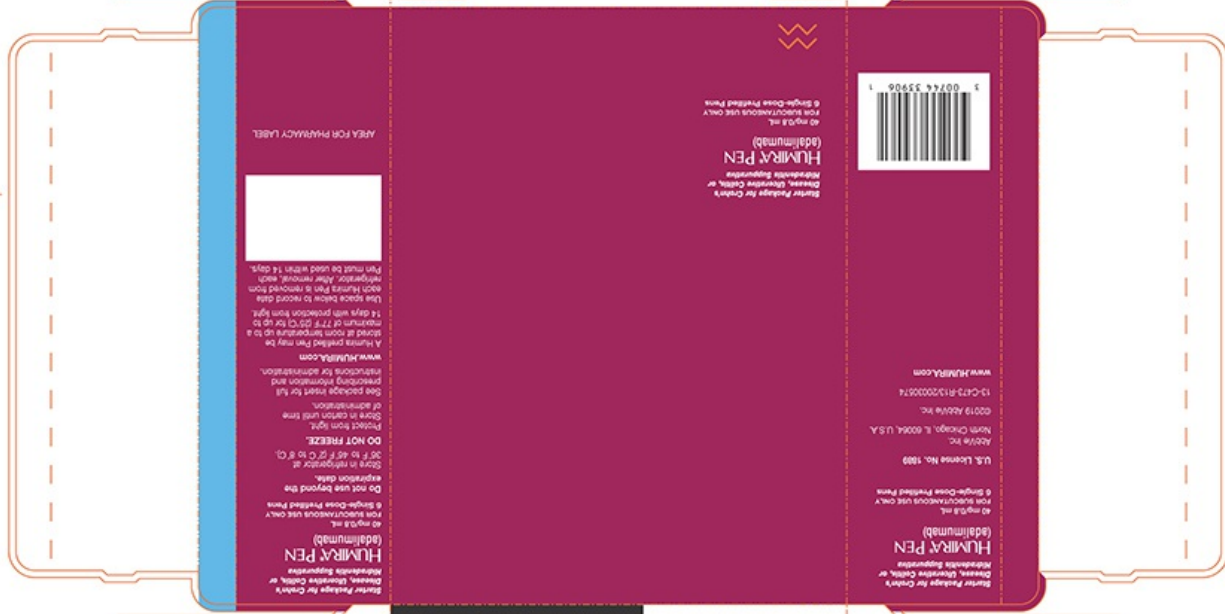 Starter Package for Crohn's
Disease, Ulcerative Colitis, or
Hidradenitis Suppurativa
HUMIRA® PEN
(adalimumab)
40 mg/0.8 mL
FOR SUBCUTANEOUS USE ONLY
6 Single-Dose Prefilled Pens
U.S. License No. 1889
AbbVie Inc.
North Chicago, IL 60064, U.S.A.
©2019 AbbVie Inc.
13-C473-R13/20030574
www.HUMIRA.com
3 00744 33906 1
Starter Package for Crohn's
Disease, Ulcerative Colitis, or
Hidradenitis Suppurativa
HUMIRA® PEN
(adalimumab)
40 mg/0.8 mL
FOR SUBCUTANEOUS USE ONLY
6 Single-Dose Prefilled Pens
Starter Package for Crohn's
Disease, Ulcerative Colitis, or
Hidradenitis Suppurativa
HUMIRA® PEN
(adalimumab)
40 mg/0.8 mL
FOR SUBCUTANEOUS USE ONLY
6 Single-Dose Prefilled Pens
Do not use beyond the
expiration date.
Store in refrigerator at
36°F to 46°F (2°C to 8°C).
DO NOT FREEZE.
Protect from light.
Store in carton until time
of administration.
See package insert for full
prescribing information and
instructions for administration.
www.HUMIRA.com
A Humira prefilled Pen may be
stored at room temperature up to a
maximum of 77°F (25°C) for up to
14 days with protection from light.
Use space below to record date
each Humira Pen is removed from
refrigerator. After removal, each
Pen must be used within 14 days.
AREA FOR PHARMACY LABEL